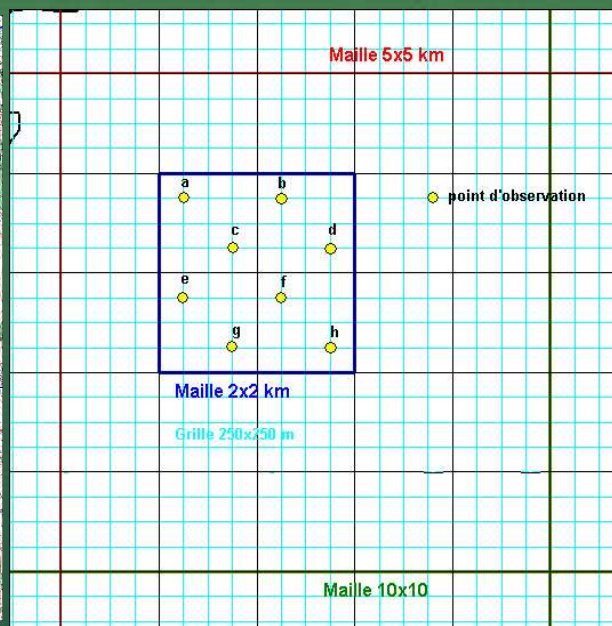 Maille 5x5 km
a
b
point d'observation
c
d
e
f
g
h
Maille 2x2 km
Grille 250x250 m
Maille 10x10